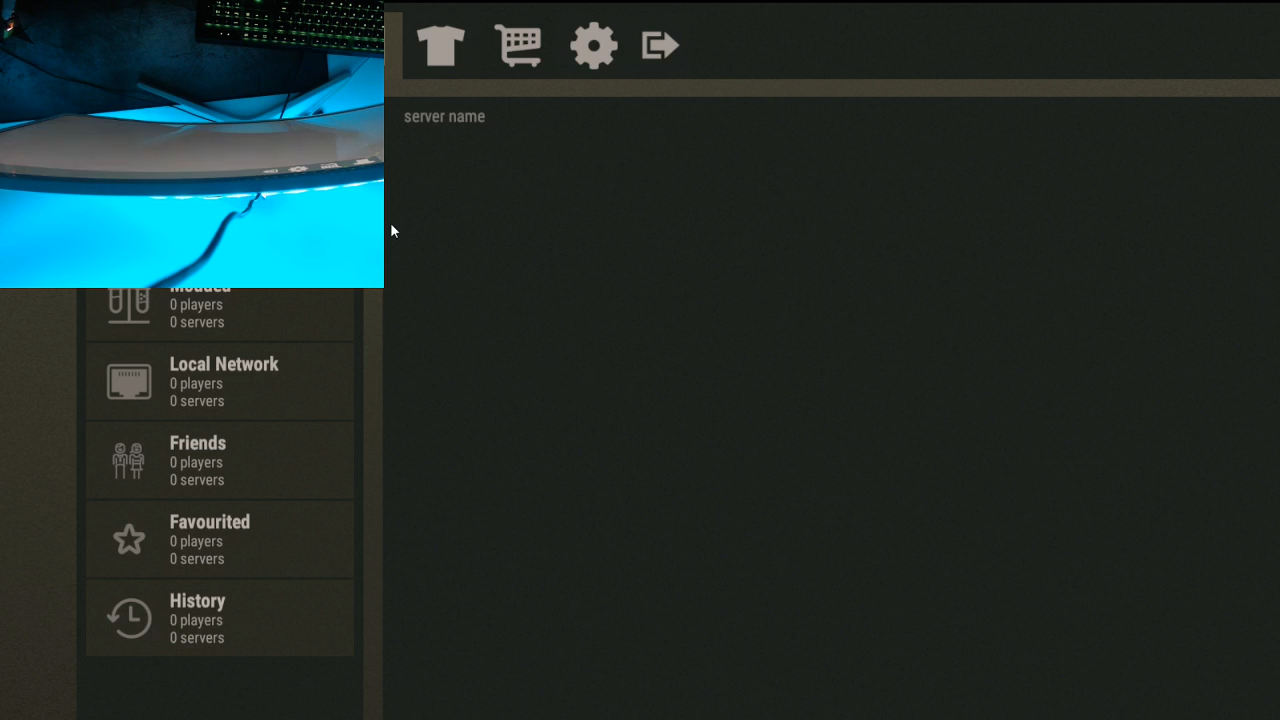 server name
Modded
0 players
0 servers
Local Network
0 players
0 servers
Friends
0 players
0 servers
Favourited
0 players
0 servers
History
0 players
0 servers